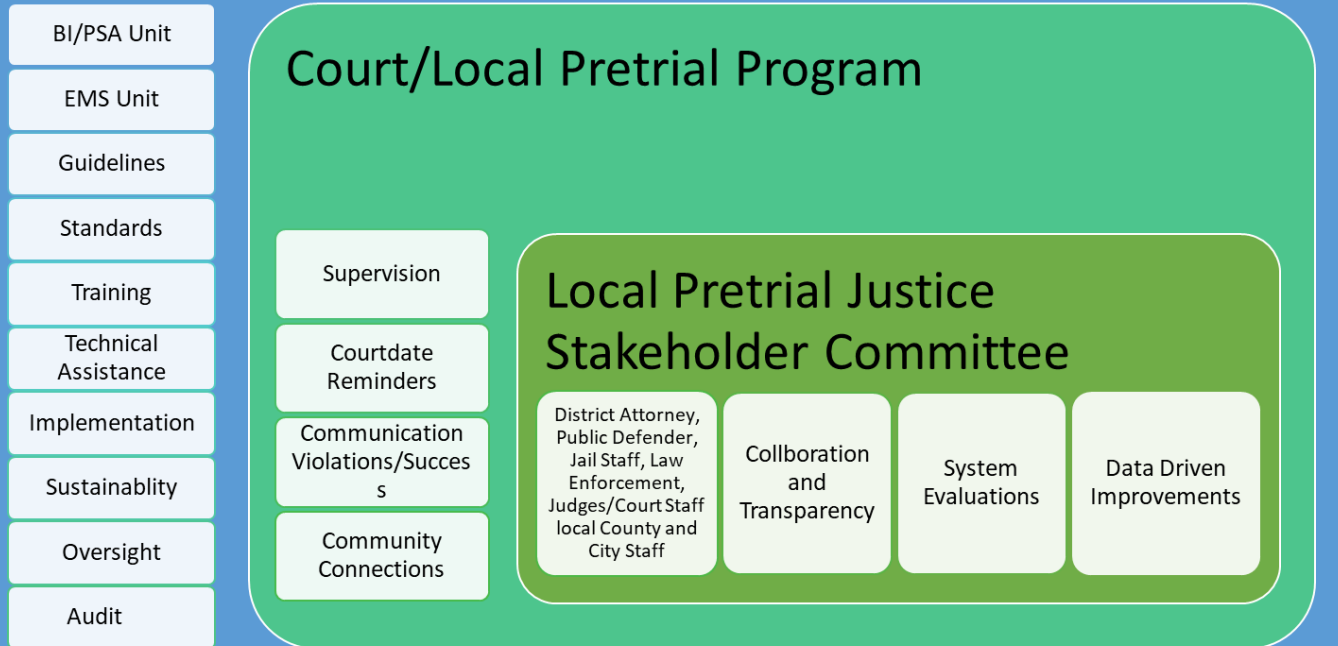 BI/PSA Unit
EMS Unit
Guidelines
Standards
Training
Technical
Assistance
Implementation
Sustainablity
Oversight
Audit
Court/Local Pretrial Program
Supervision
Courtdate
Reminders
Communication
Violations/Succes
s
Community
Connections
Local Pretrial Justice
Stakeholder Committee
District Attorney,
Public Defender,
Jail Staff, Law
Enforcement,
Judges/Court Staff
local County and
City Staff
Collboration
and
Transparency
System
Evaluations
Data Driven
Improvements